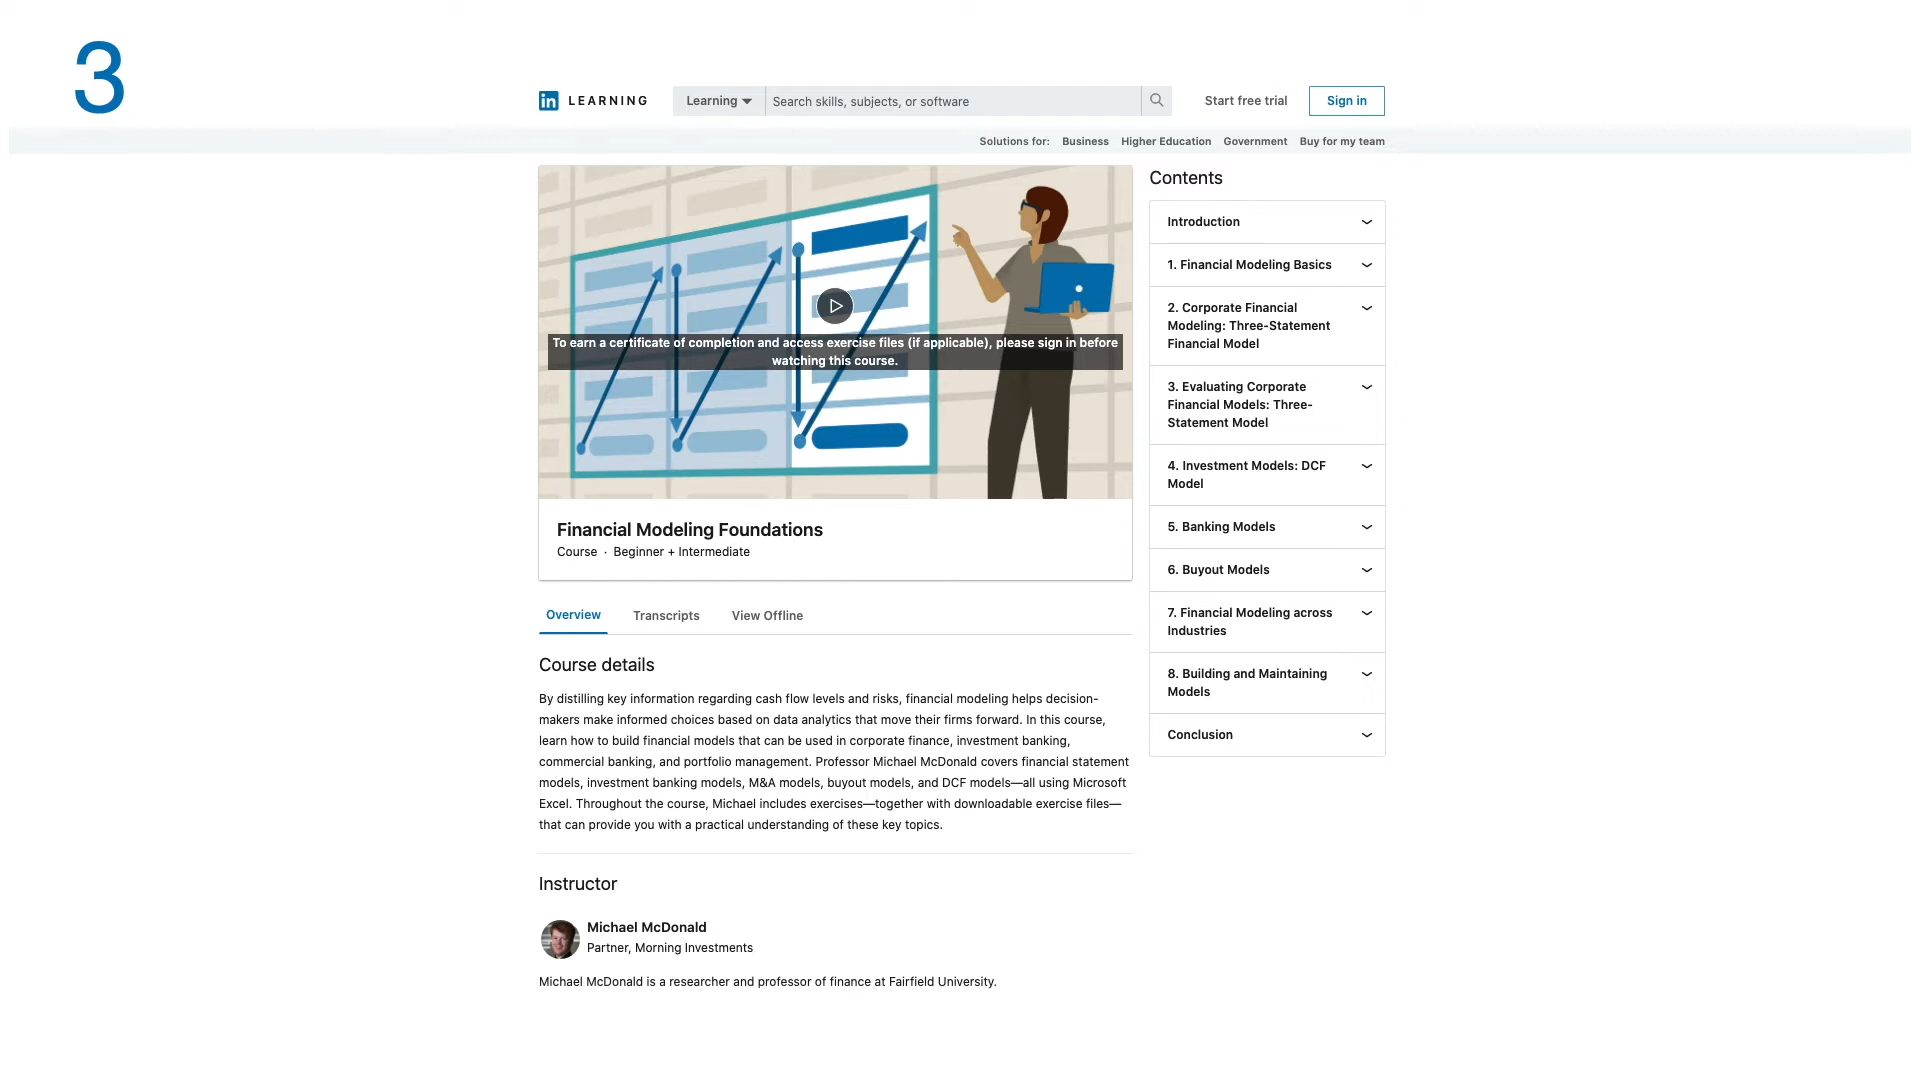 3
in LEARNING
Learning
Search skills, subjects, or software
Start free trial
Sign in
Solutions for: Business Higher Education Government Buy for my team
To earn a certificate of completion and access exercise files (if applicable), please sign in before
watching this course.
Financial Modeling Foundations
Course · Beginner + Intermediate
Overview Transcripts View Offline
Course details
By distilling key information regarding cash flow levels and risks, financial modeling helps decision-
makers make informed choices based on data analytics that move their firms forward. In this course,
learn how to build financial models that can be used in corporate finance, investment banking,
commercial banking, and portfolio management. Professor Michael McDonald covers financial statement
models, investment banking models, M&A models, buyout models, and DCF models—all using Microsoft
Excel. Throughout the course, Michael includes exercises—together with downloadable exercise files—
that can provide you with a practical understanding of these key topics.
Instructor
Michael McDonald
Partner, Morning Investments
Michael McDonald is a researcher and professor of finance at Fairfield University.
Contents
Introduction
1. Financial Modeling Basics
2. Corporate Financial
Modeling: Three-Statement
Financial Model
3. Evaluating Corporate
Financial Models: Three-
Statement Model
4. Investment Models: DCF
Model
5. Banking Models
6. Buyout Models
7. Financial Modeling across
Industries
8. Building and Maintaining
Models
Conclusion